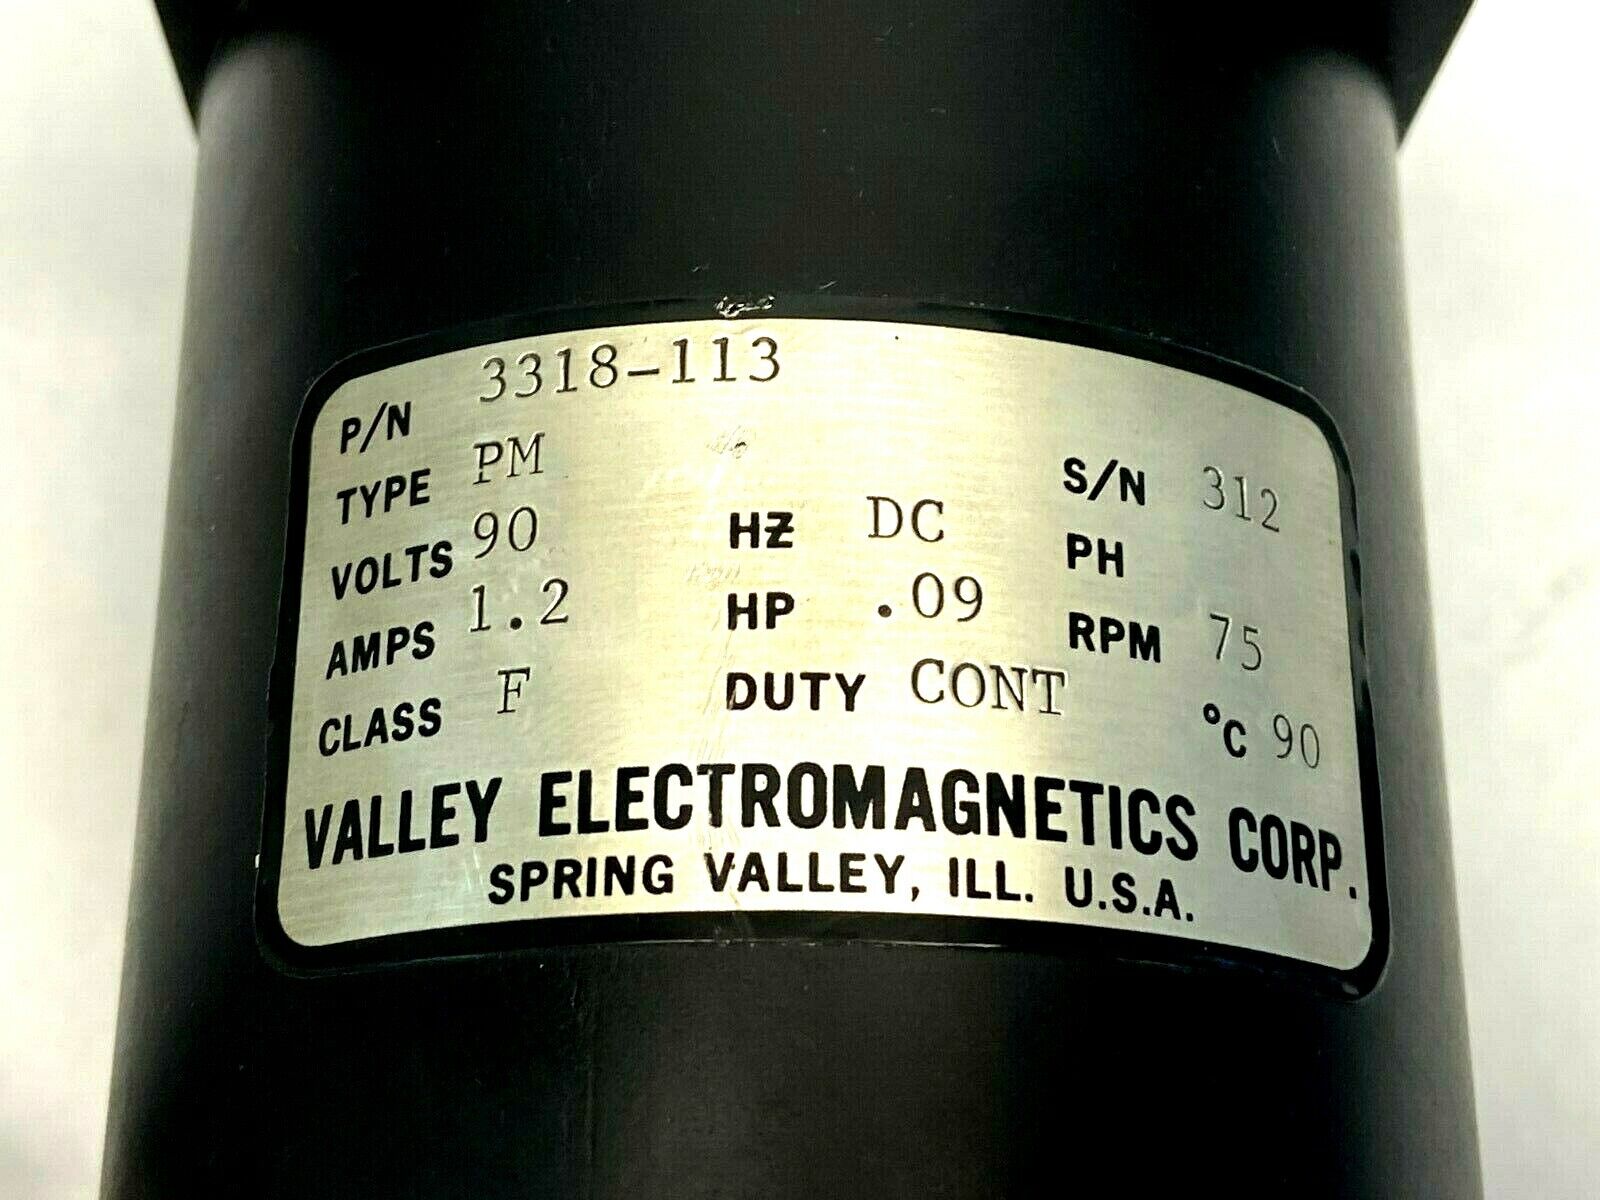 P/N 3318-113
TYPE PM S/N 312
VOLTS 90 HZ DC PH
AMPS 1.2 HP .09 RPM 75
CLASS F DUTY CONT °C 90
VALLEY ELECTROMAGNETICS CORP.
SPRING VALLEY, ILL. U.S.A.